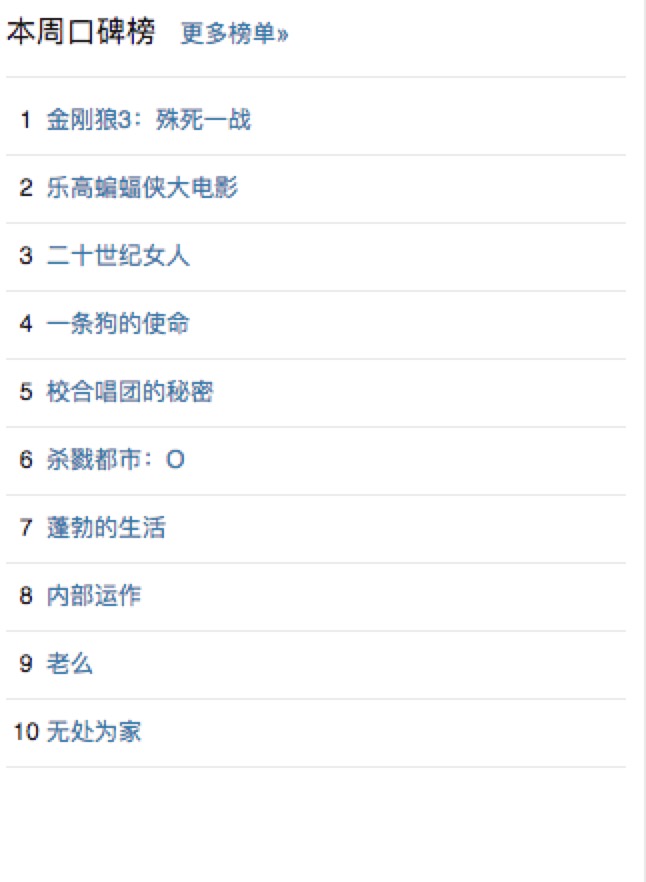 本周口碑榜 更多榜单»
1 金刚狼3：殊死一战
2 乐高蝙蝠侠大电影
3 二十世纪女人
4 一条狗的使命
5 校合唱团的秘密
6 杀戮都市：O
7 蓬勃的生活
8 内部运作
9 老么
10 无处为家